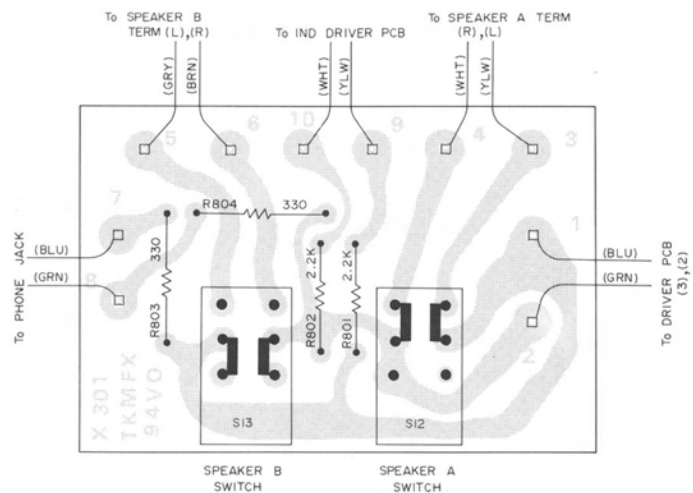 To SPEAKER B
TERM (L),(R)
To IND DRIVER PCB
To SPEAKER A TERM
(R),(L)
(GRY)
(BRN)
(WHT)
(YLW)
(WHT)
(YLW)
5
6
10
9
4
3
7
8
1
2
R804
330
330
R803
2.2K
R802
2.2K
R801
To PHONE JACK
(BLU)
(GRN)
(BLU)
(GRN)
To DRIVER PCB
(3),(2)
X 301
TKMFX
94VO
S13
S12
SPEAKER B
SWITCH
SPEAKER A
SWITCH